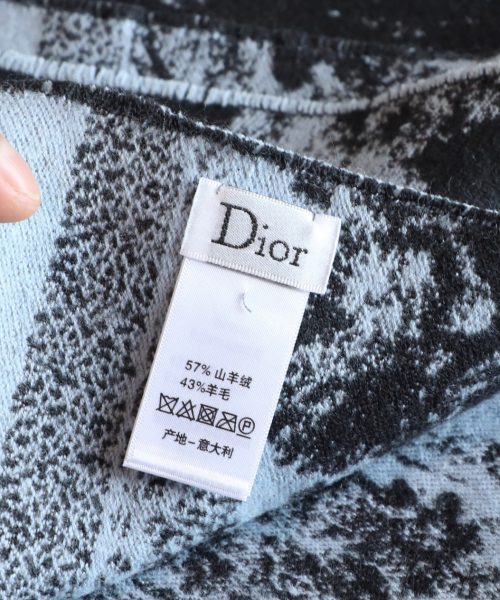 Dior
57% 山羊绒
43%羊毛
P
产地-意大利